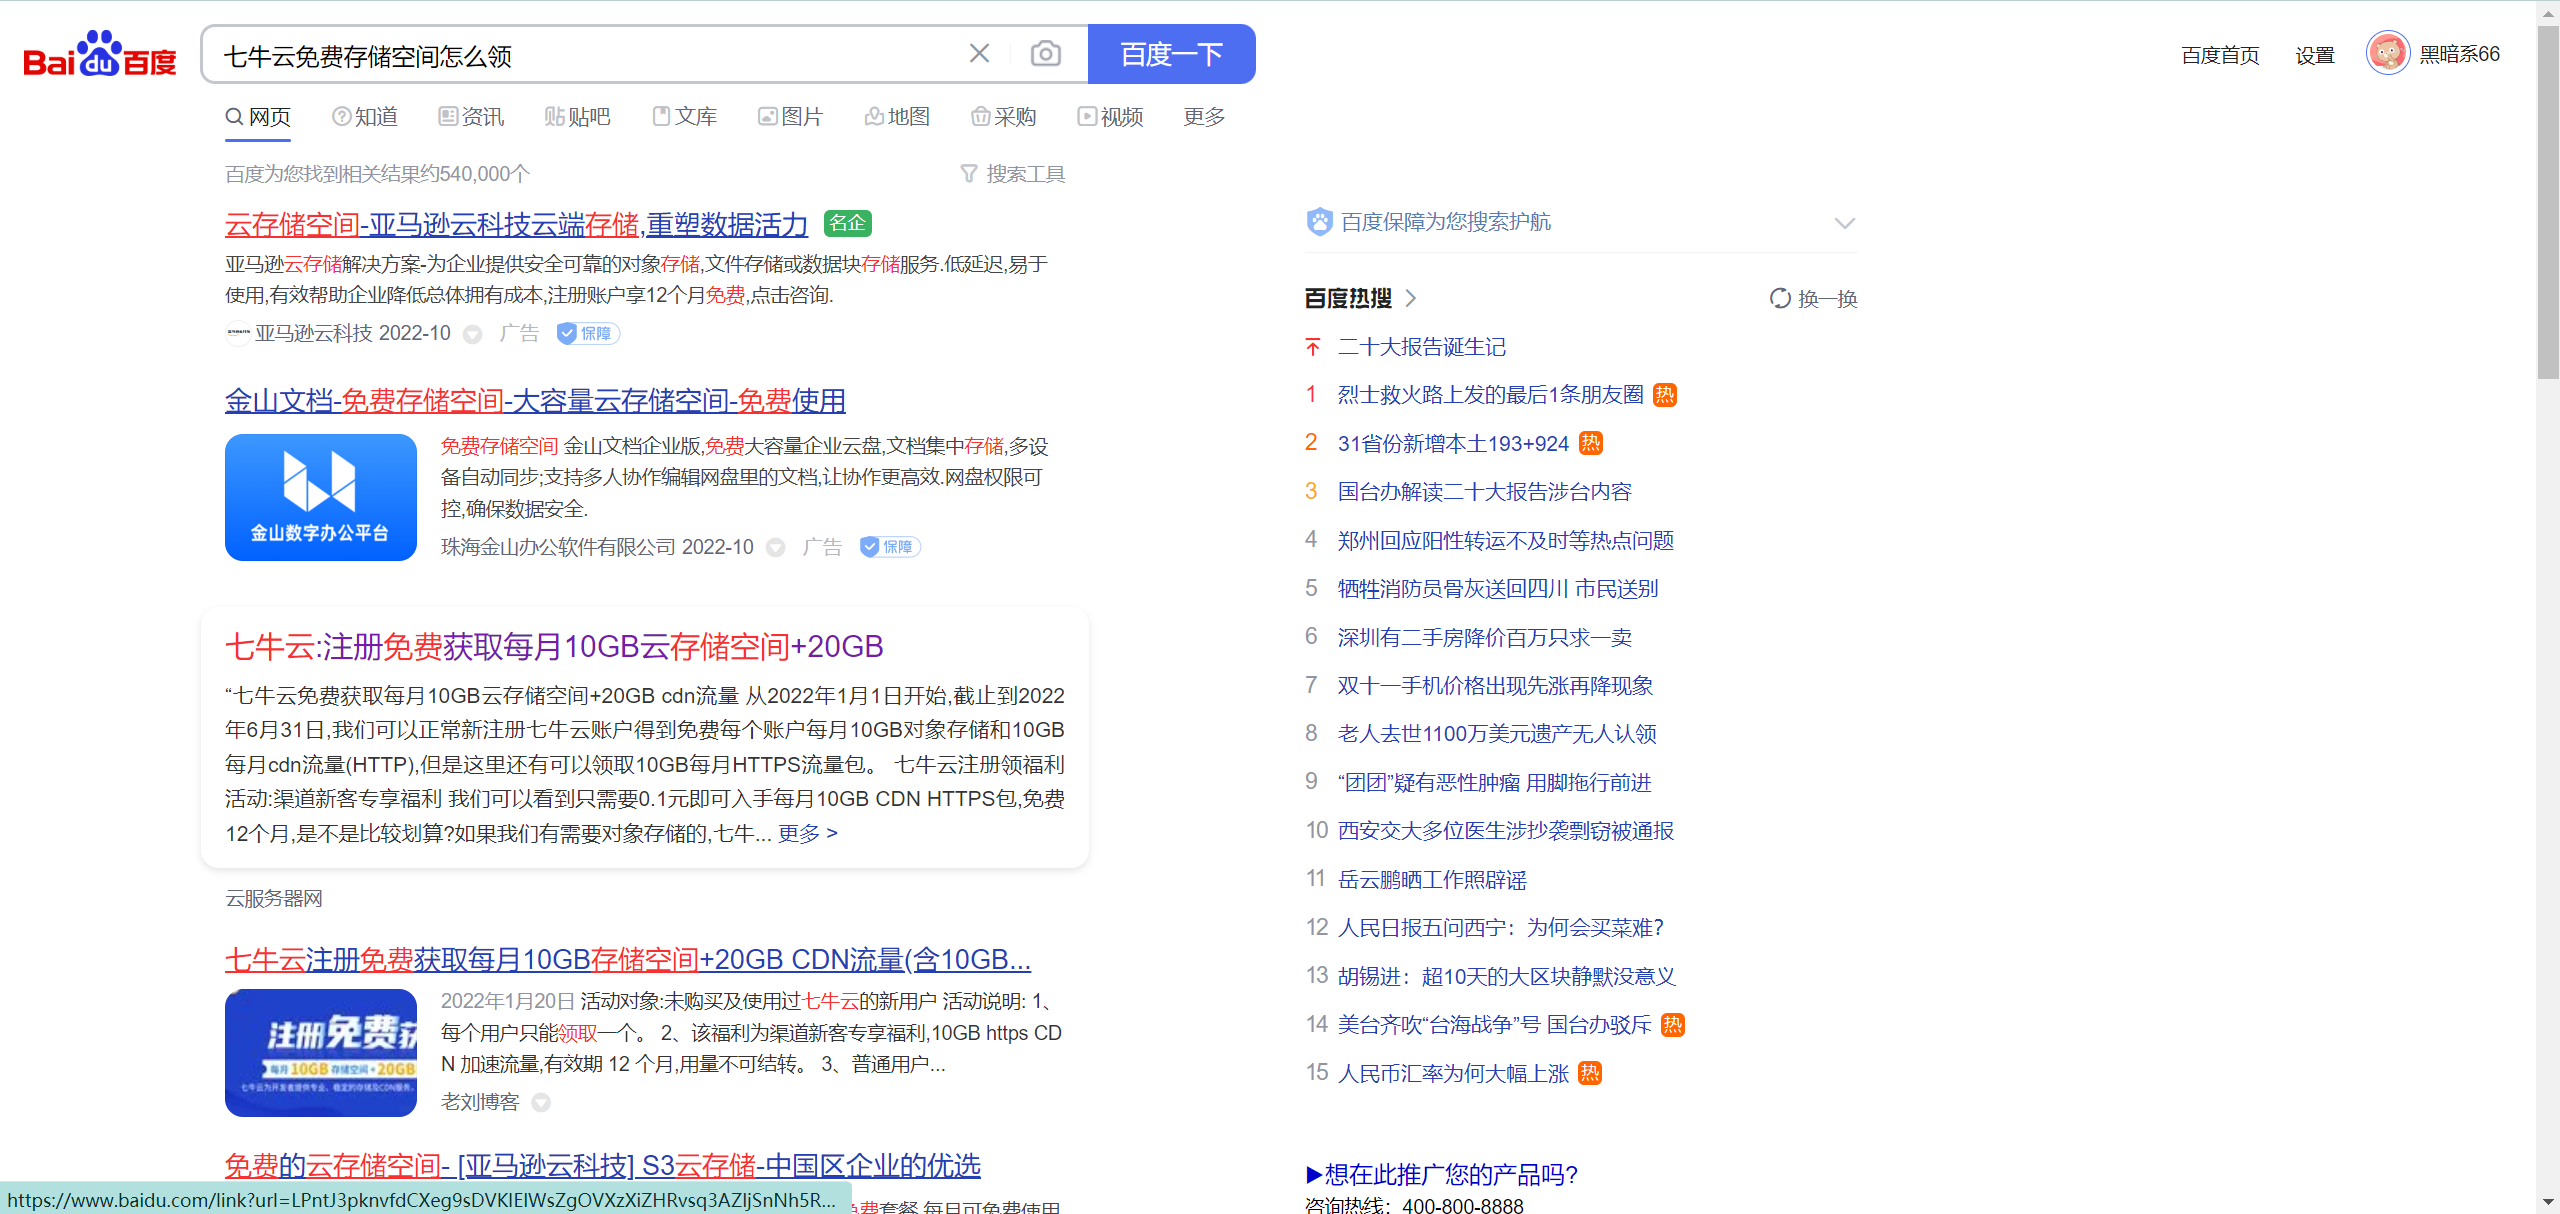 Bai du 百度
七牛云免费存储空间怎么领
百度一下
百度首页 设置 黑暗系66
网页 知道 资讯 贴吧 文库 图片 地图 采购 视频 更多
百度为您找到相关结果约540,000个
搜索工具
云存储空间-亚马逊云科技云端存储,重塑数据活力 名企
亚马逊云存储解决方案-为企业提供安全可靠的对象存储,文件存储或数据块存储服务.低延迟,易于
使用,有效帮助企业降低总体拥有成本,注册账户享12个月免费,点击咨询.
亚马逊云科技 2022-10 广告 保障
金山文档-免费存储空间-大容量云存储空间-免费使用
金山数字办公平台
免费存储空间 金山文档企业版,免费大容量企业云盘,文档集中存储,多设
备自动同步;支持多人协作编辑网盘里的文档,让协作更高效.网盘权限可
控,确保数据安全.
珠海金山办公软件有限公司 2022-10 广告 保障
七牛云:注册免费获取每月10GB云存储空间+20GB
“七牛云免费获取每月10GB云存储空间+20GB cdn流量 从2022年1月1日开始,截止到2022
年6月31日,我们可以正常新注册七牛云账户得到免费每个账户每月10GB对象存储和10GB
每月cdn流量(HTTP),但是这里还有可以领取10GB每月HTTPS流量包。 七牛云注册领福利
活动:渠道新客专享福利 我们可以看到只需要0.1元即可入手每月10GB CDN HTTPS包,免费
12个月,是不是比较划算?如果我们有需要对象存储的,七牛... 更多 >
云服务器网
七牛云注册免费获取每月10GB存储空间+20GB CDN流量(含10GB...
注册免费获
每月10GB存储空间+20GB
七牛云为开发者提供专业、稳定的存储及CDN服务。
2022年1月20日 活动对象:未购买及使用过七牛云的新用户 活动说明: 1、
每个用户只能领取一个。 2、该福利为渠道新客专享福利,10GB https CD
N 加速流量,有效期 12 个月,用量不可结转。 3、普通用户...
老刘博客
免费的云存储空间- [亚马逊云科技] S3云存储-中国区企业的优选
免费套餐,每月可免费使用
https://www.baidu.com/link?url=LPntJ3pknvfdCXeg9sDVKIElWsZgOVXzXiZHRvsq3AZIjSnNh5R...
百度保障为您搜索护航
百度热搜
换一换
二十大报告诞生记
1 烈士救火路上发的最后1条朋友圈 热
2 31省份新增本土193+924 热
3 国台办解读二十大报告涉台内容
4 郑州回应阳性转运不及时等热点问题
5 牺牲消防员骨灰送回四川 市民送别
6 深圳有二手房降价百万只求一卖
7 双十一手机价格出现先涨再降现象
8 老人去世1100万美元遗产无人认领
9 “团团”疑有恶性肿瘤 用脚拖行前进
10 西安交大多位医生涉抄袭剽窃被通报
11 岳云鹏晒工作照辟谣
12 人民日报五问西宁：为何会买菜难？
13 胡锡进：超10天的大区块静默没意义
14 美台齐吹“台海战争”号 国台办驳斥 热
15 人民币汇率为何大幅上涨 热
▶想在此推广您的产品吗?
咨询热线：400-800-8888